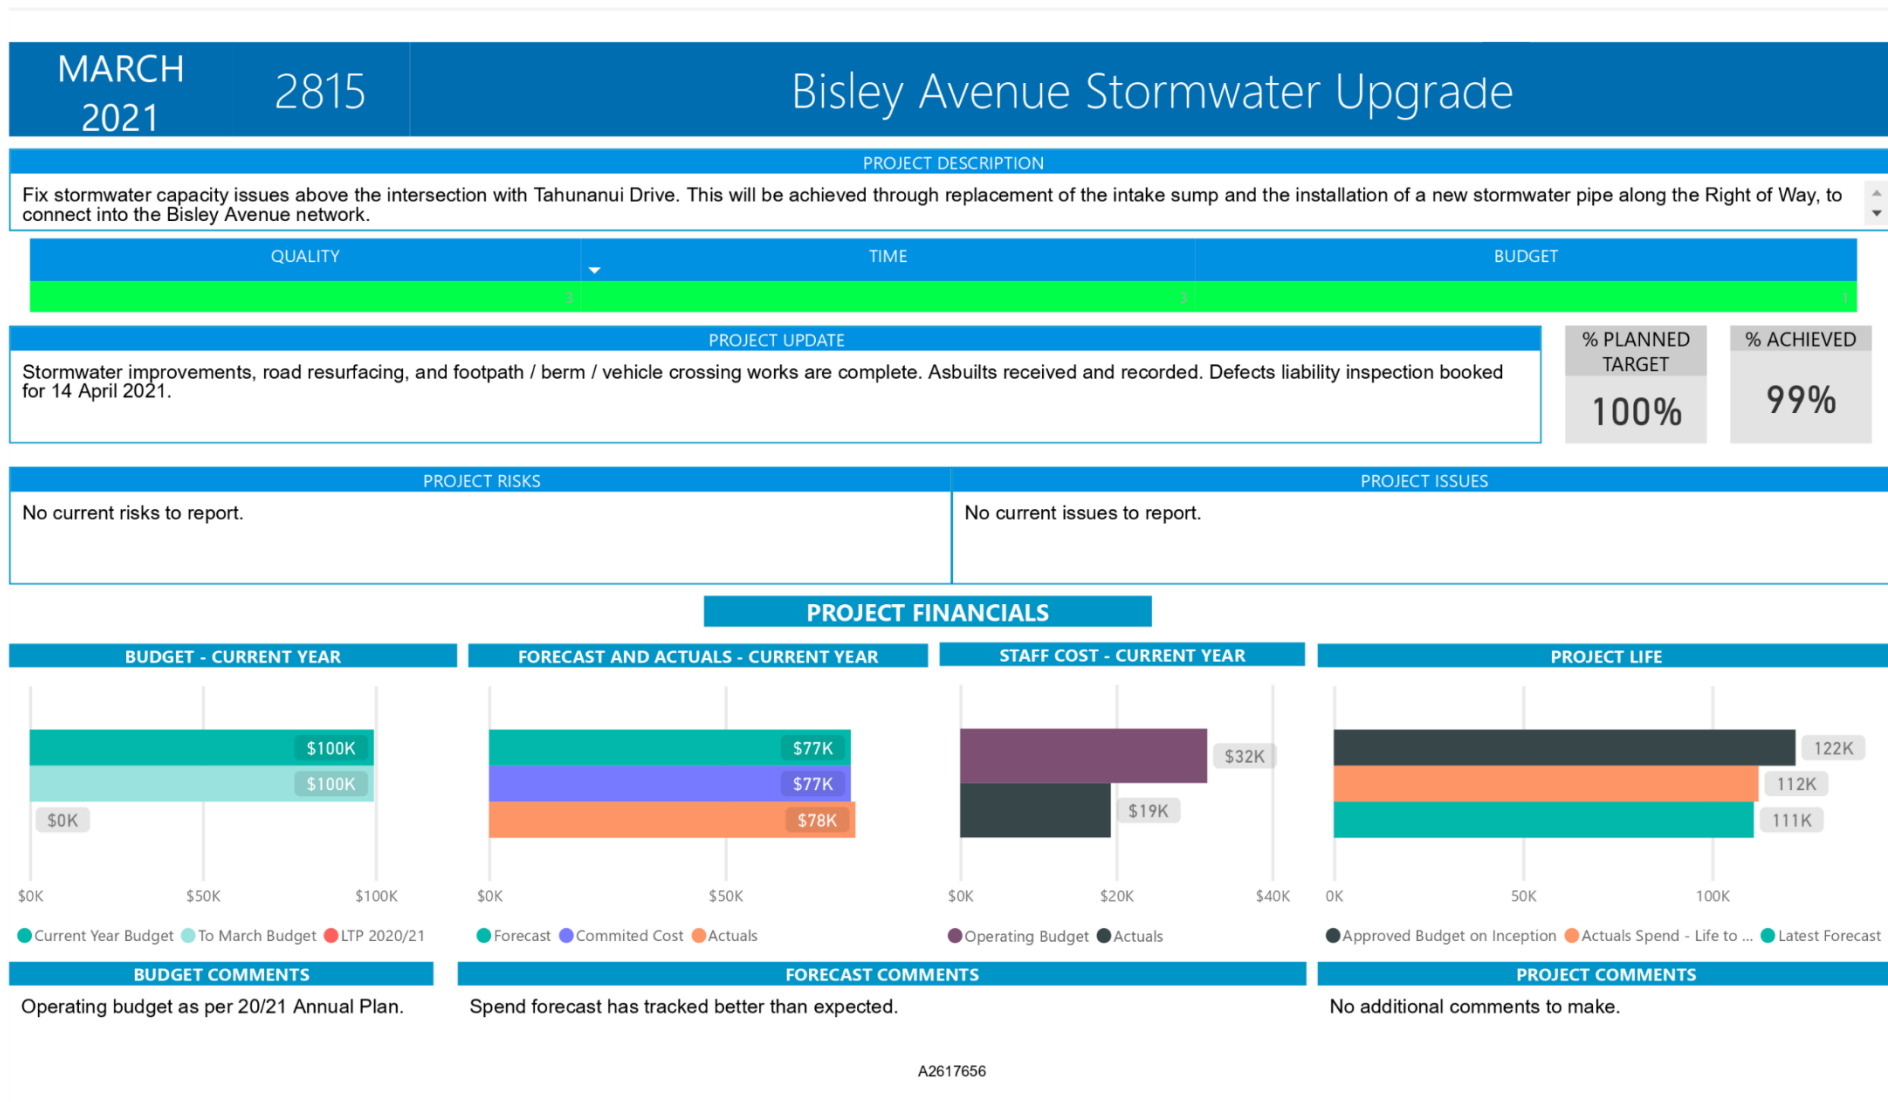 MARCH
2021
2815
Bisley Avenue Stormwater Upgrade
PROJECT DESCRIPTION
Fix stormwater capacity issues above the intersection with Tahunanui Drive. This will be achieved through replacement of the intake sump and the installation of a new stormwater pipe along the Right of Way, to
connect into the Bisley Avenue network.
QUALITY TIME BUDGET
3 3 1
PROJECT UPDATE
Stormwater improvements, road resurfacing, and footpath / berm / vehicle crossing works are complete. Asbuilts received and recorded. Defects liability inspection booked
for 14 April 2021.
% PLANNED
TARGET
100%
% ACHIEVED
99%
PROJECT RISKS
No current risks to report.
PROJECT ISSUES
No current issues to report.
PROJECT FINANCIALS
BUDGET - CURRENT YEAR
$100K
$100K
$0K
$0K $50K $100K
Current Year Budget To March Budget LTP 2020/21
FORECAST AND ACTUALS - CURRENT YEAR
$77K
$77K
$78K
$0K $50K
Forecast Commited Cost Actuals
STAFF COST - CURRENT YEAR
$32K
$19K
$0K $20K $40K
Operating Budget Actuals
PROJECT LIFE
122K
112K
111K
0K 50K 100K
Approved Budget on Inception Actuals Spend - Life to ... Latest Forecast
BUDGET COMMENTS
Operating budget as per 20/21 Annual Plan.
FORECAST COMMENTS
Spend forecast has tracked better than expected.
PROJECT COMMENTS
No additional comments to make.
A2617656